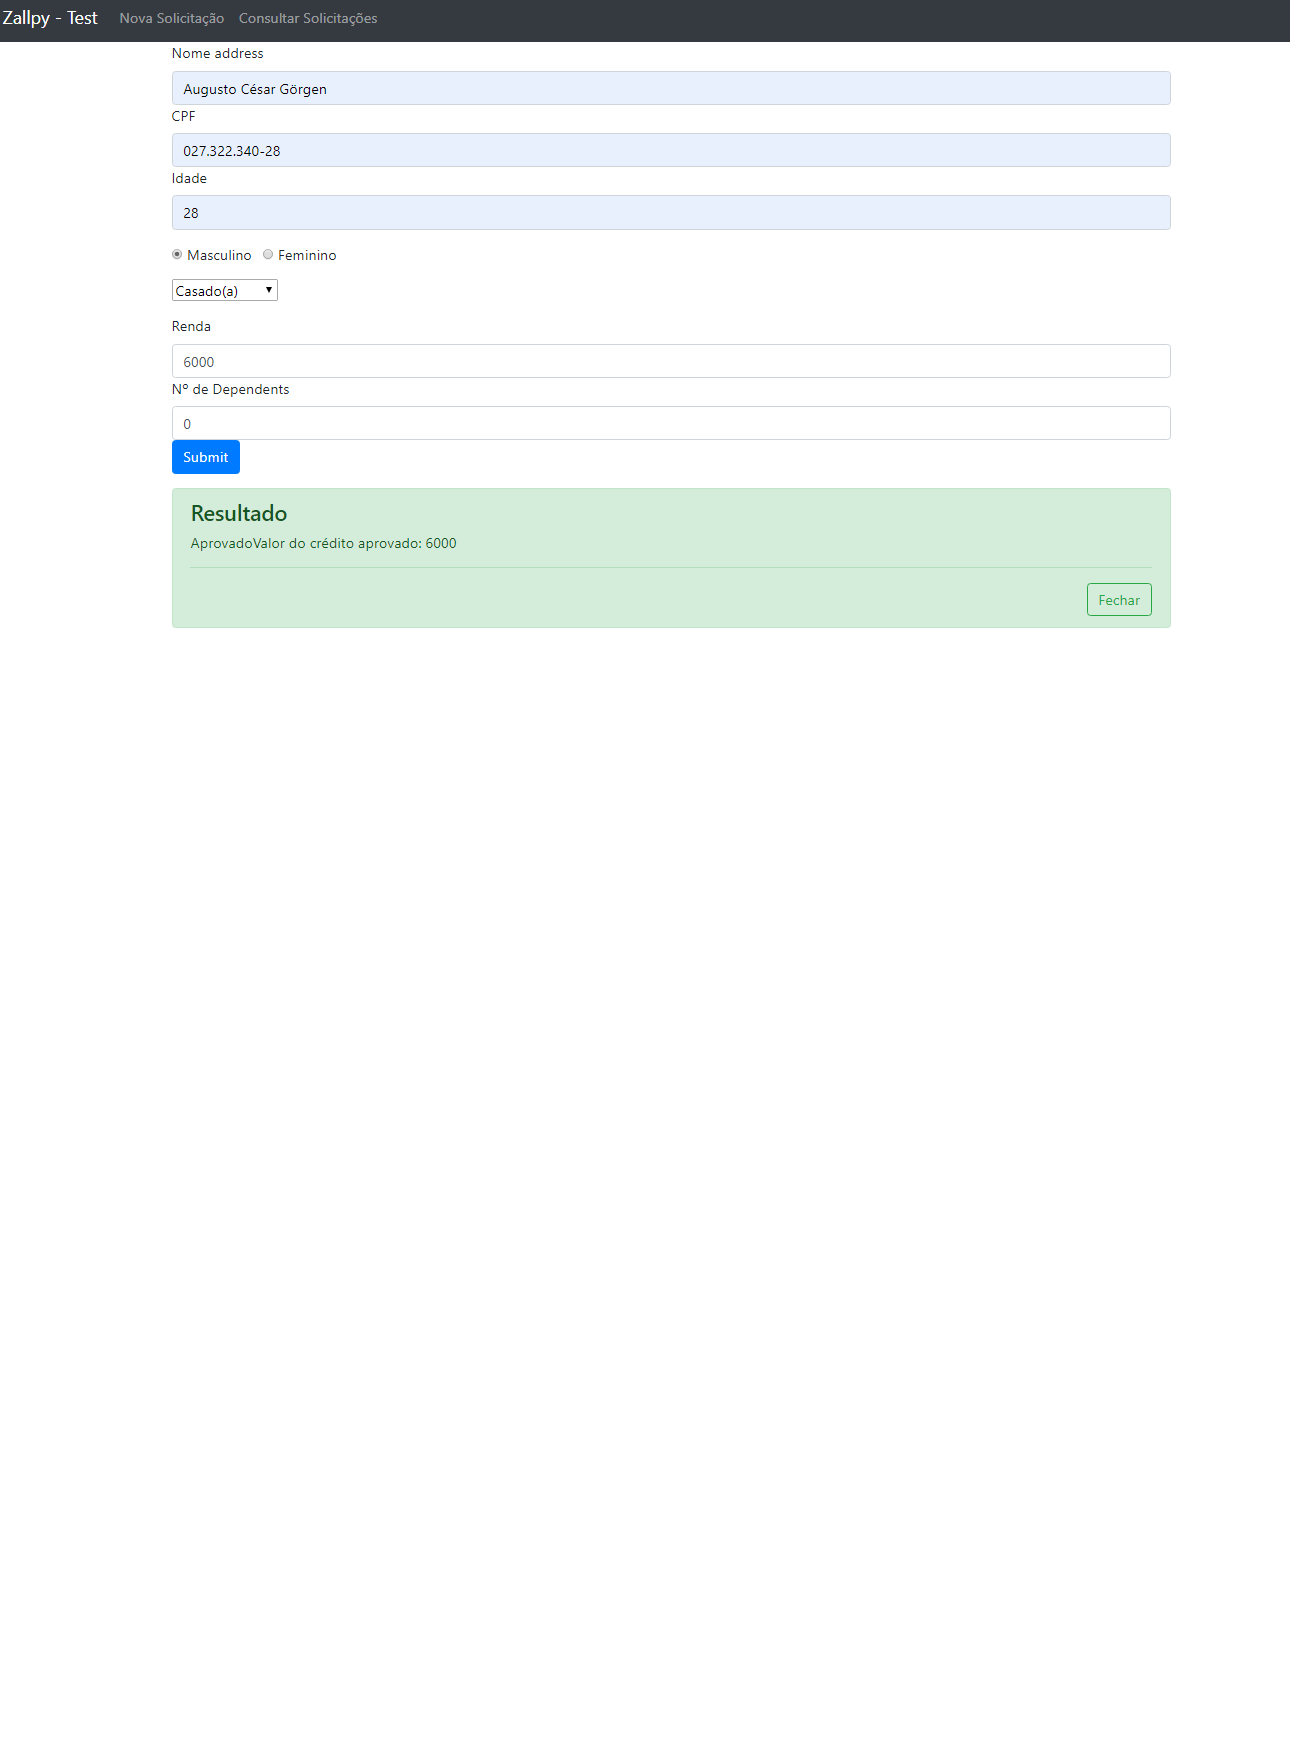 Zallpy - Test Nova Solicitação Consultar Solicitações
Nome address
Augusto César Görgen
CPF
027.322.340-28
Idade
28
Masculino Feminino
Casado(a)
Renda
6000
Nº de Dependents
0
Submit
Resultado
AprovadoValor do crédito aprovado: 6000
Fechar